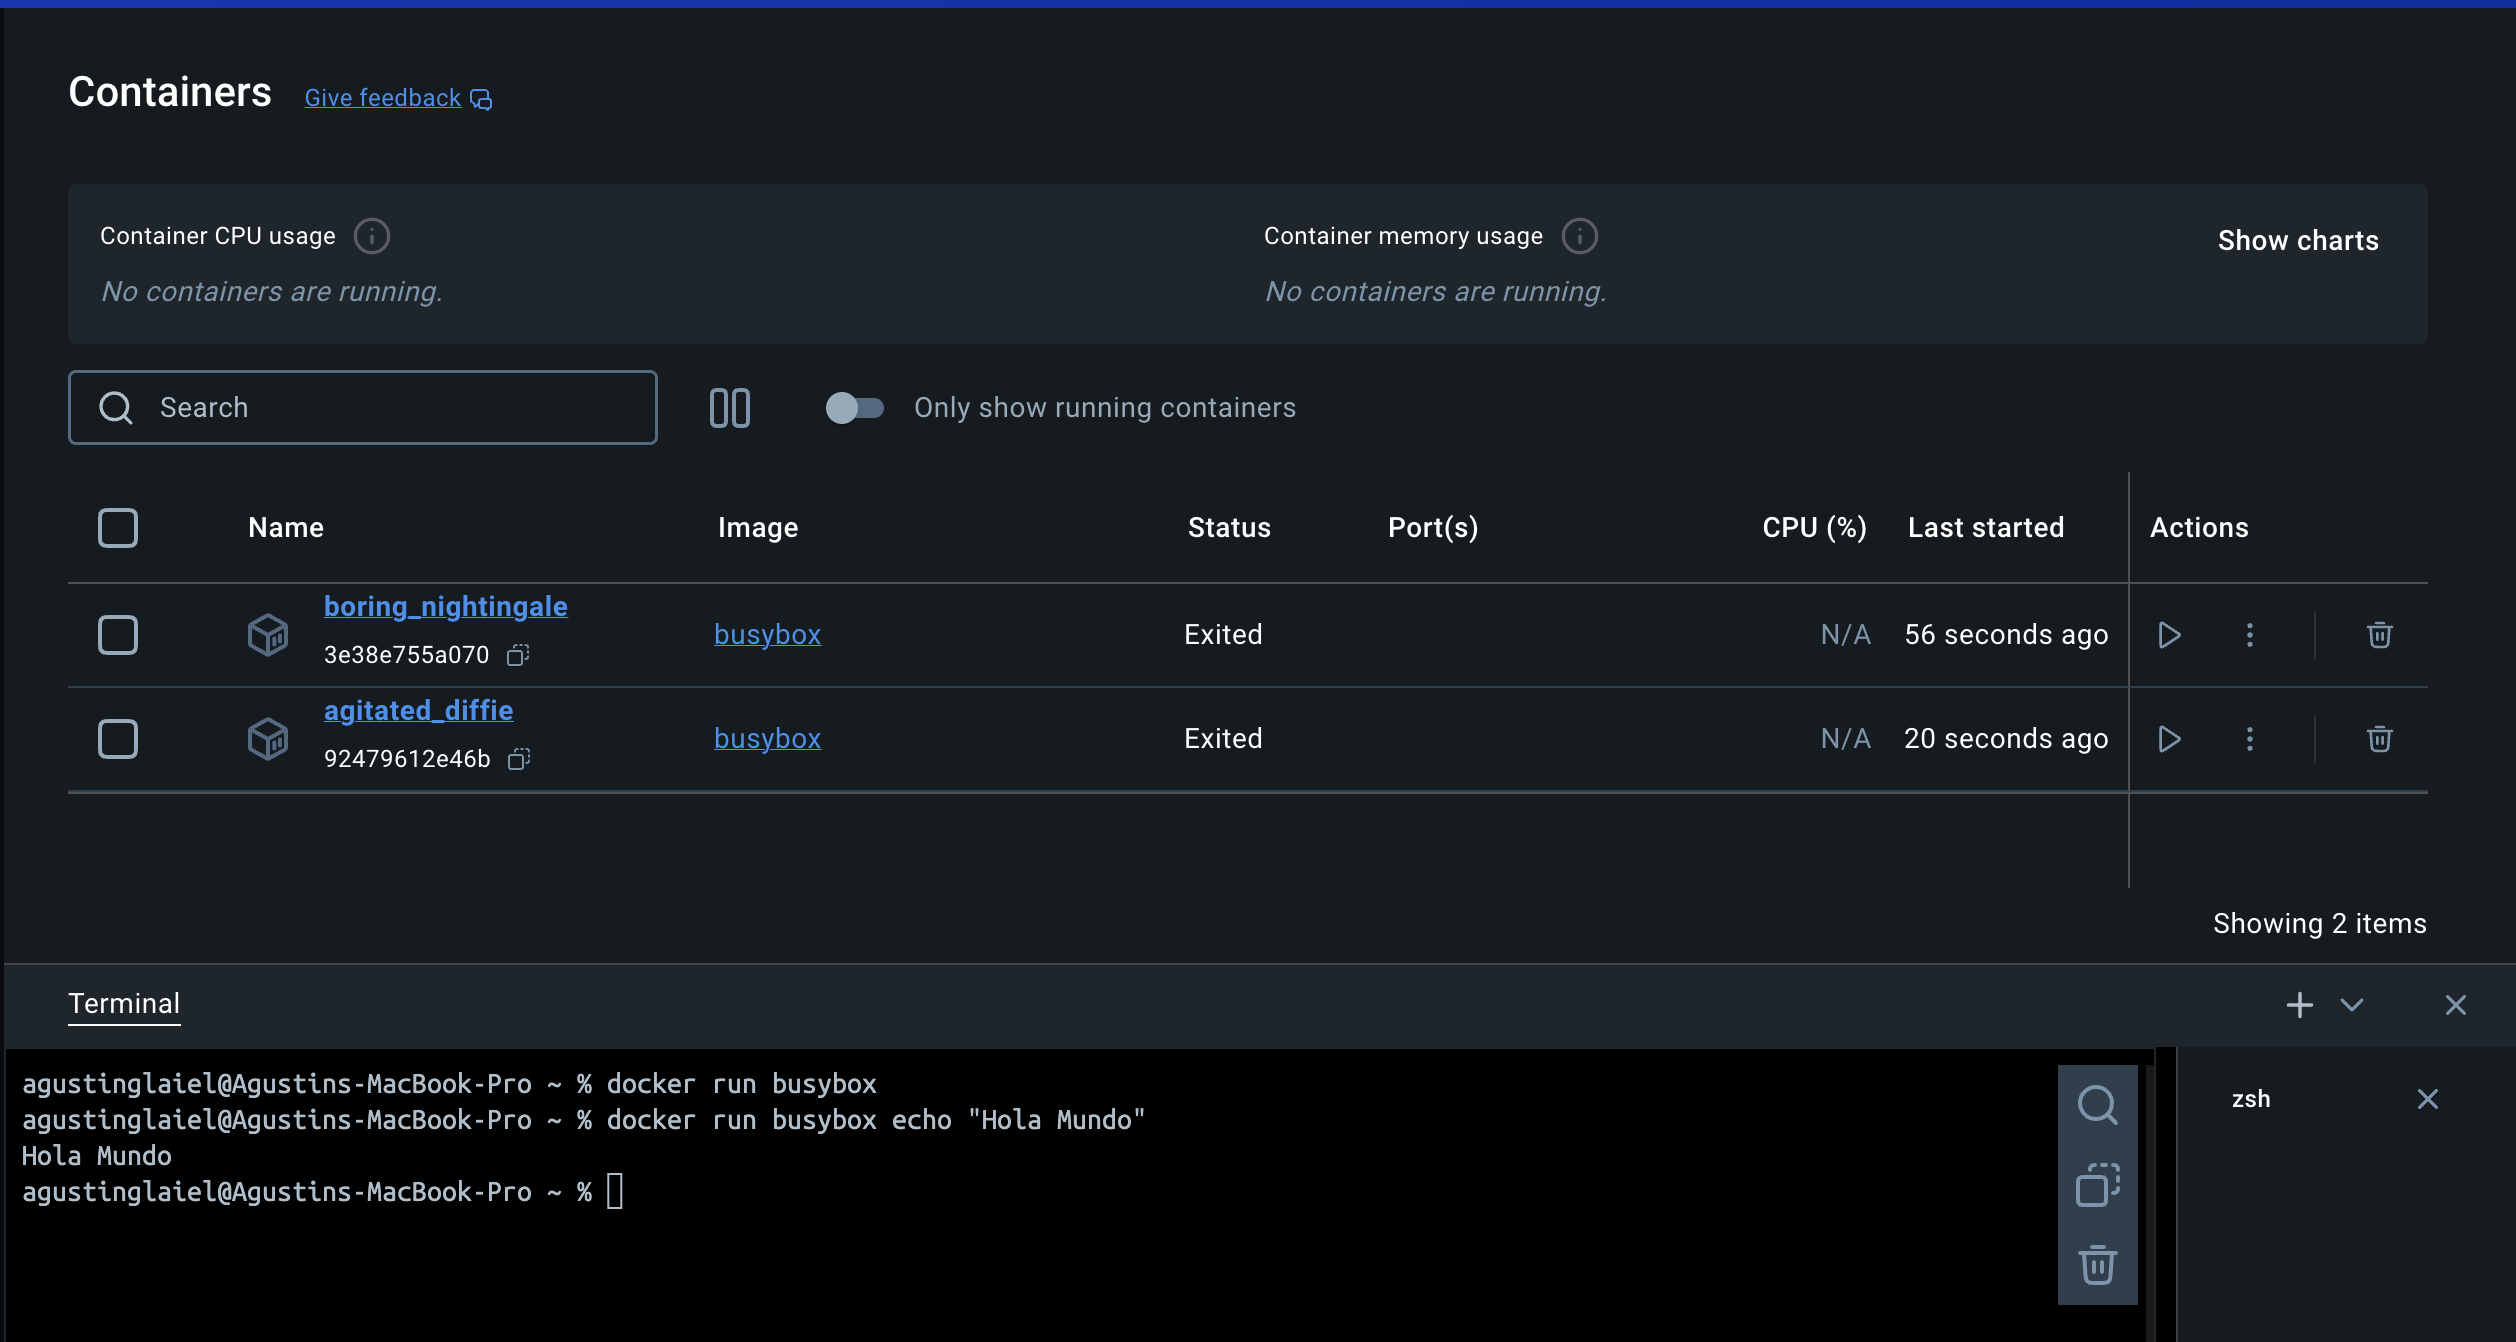 Containers Give feedback
Container CPU usage
No containers are running.
Container memory usage
No containers are running.
Show charts
Search
Only show running containers
Name Image Status Port(s) CPU (%) Last started Actions
boring_nightingale
3e38e755a070
busybox Exited N/A 56 seconds ago
agitated_diffie
92479612e46b
busybox Exited N/A 20 seconds ago
Showing 2 items
Terminal
agustinglaiel@Agustins-MacBook-Pro ~ % docker run busybox
agustinglaiel@Agustins-MacBook-Pro ~ % docker run busybox echo "Hola Mundo"
Hola Mundo
agustinglaiel@Agustins-MacBook-Pro ~ %
zsh